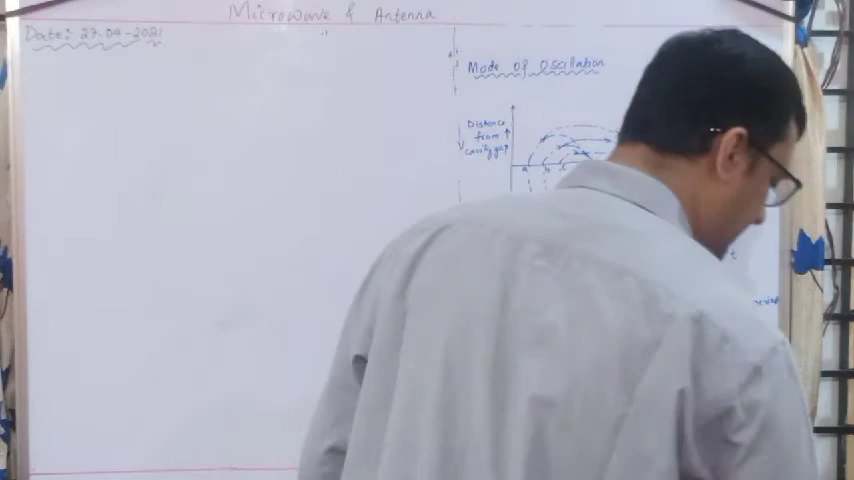 Microwave & Antenna
Date: 27-04-2021
Mode of Oscillation
Distance
from
cavity gap
a b c
t